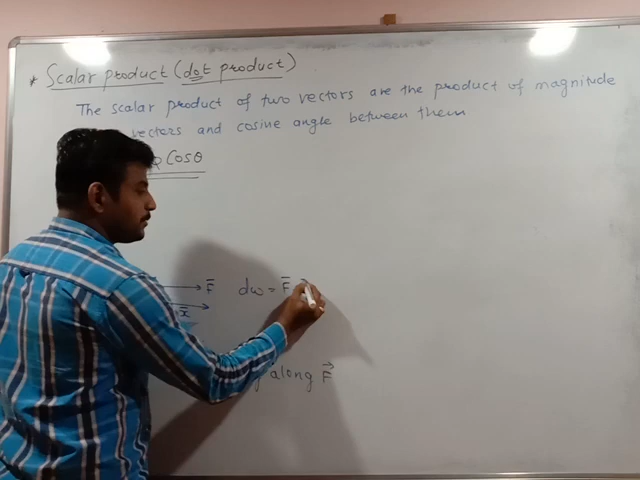 * Scalar product (dot product)
The scalar product of two vectors are the product of magnitude
vectors and cosine angle between them
Cosθ
F̅
dw = F̅
x̅
along F⃗